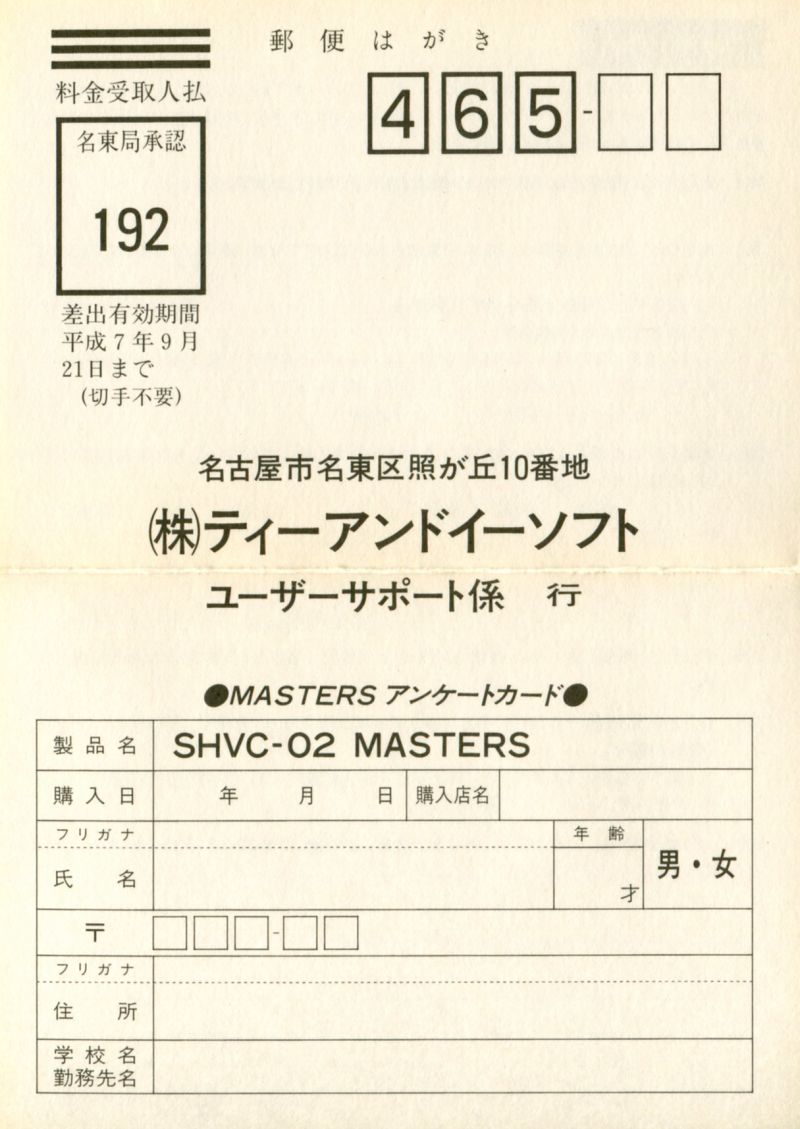 郵便はがき
料金受取人払
465-
名東局承認
192
差出有効期間
平成7年9月
21日まで
(切手不要)
名古屋市名東区照が丘10番地
㈱ティーアンドイーソフト
ユーザーサポート係 行
●MASTERS アンケートカード●
製品名 SHVC-02 MASTERS
購入日 年 月 日 購入店名
フリガナ 年齢
氏名 才 男・女
〒 □□□-□□
フリガナ
住所
学校名
勤務先名